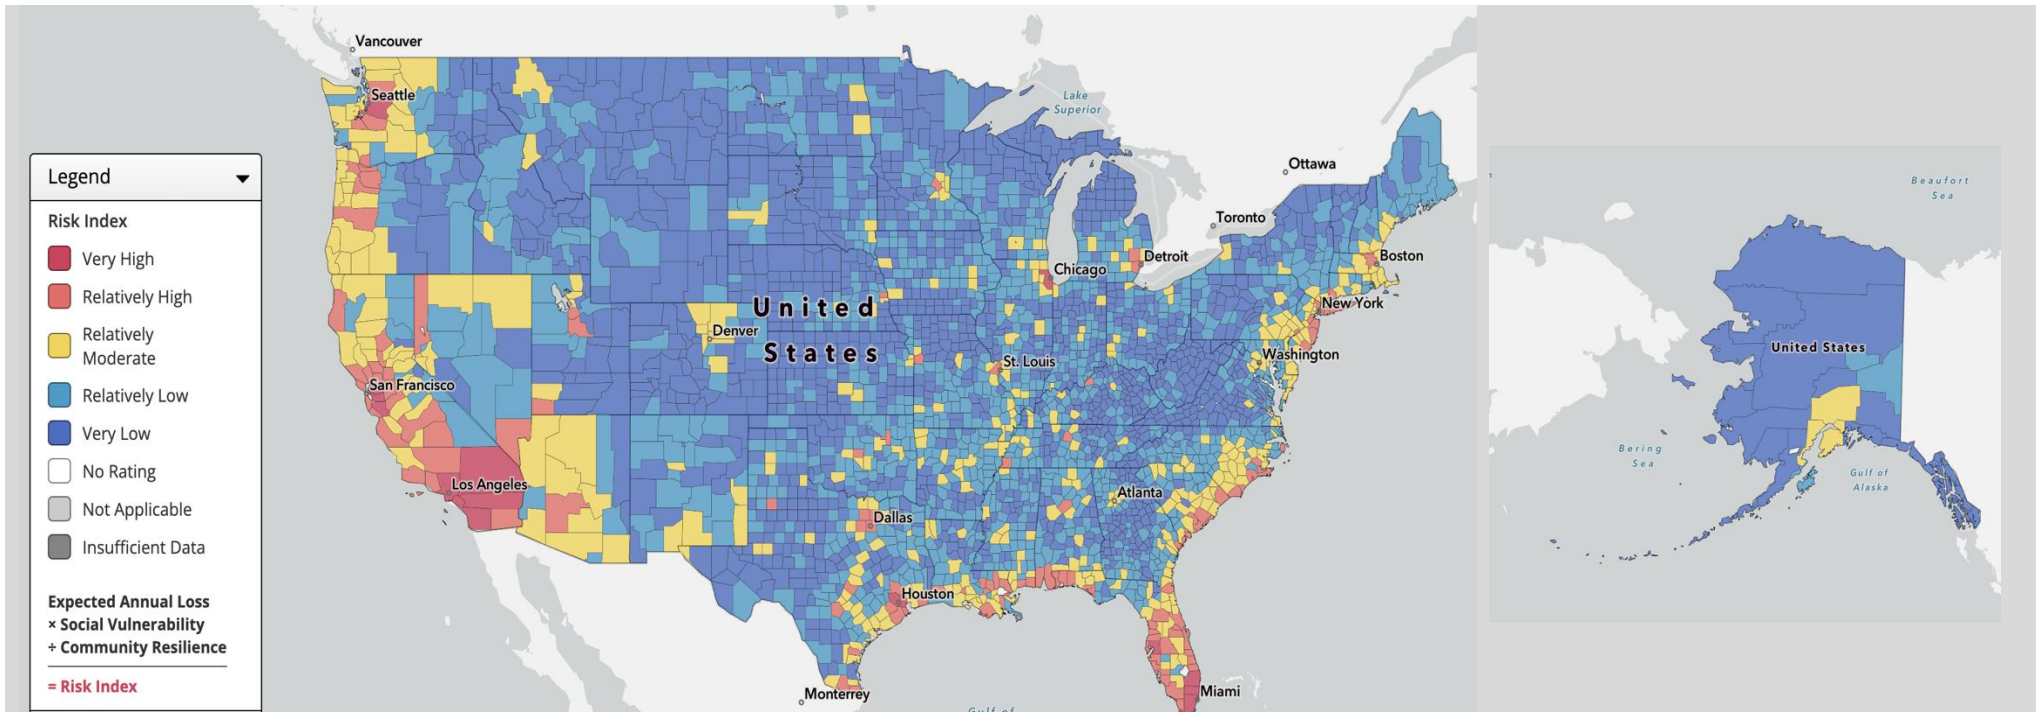 Legend
Risk Index
Very High
Relatively High
Relatively
Moderate
Relatively Low
Very Low
No Rating
Not Applicable
Insufficient Data
Expected Annual Loss
× Social Vulnerability
÷ Community Resilience
= Risk Index
Vancouver
Seattle
Lake
Superior
Ottawa
Toronto
Detroit
Boston
Chicago
New York
United
States
Denver
St. Louis
Washington
San Francisco
Los Angeles
Atlanta
Dallas
Houston
Monterrey
Miami
Gulf of
Beaufort
Sea
United States
Bering
Sea
Gulf of
Alaska